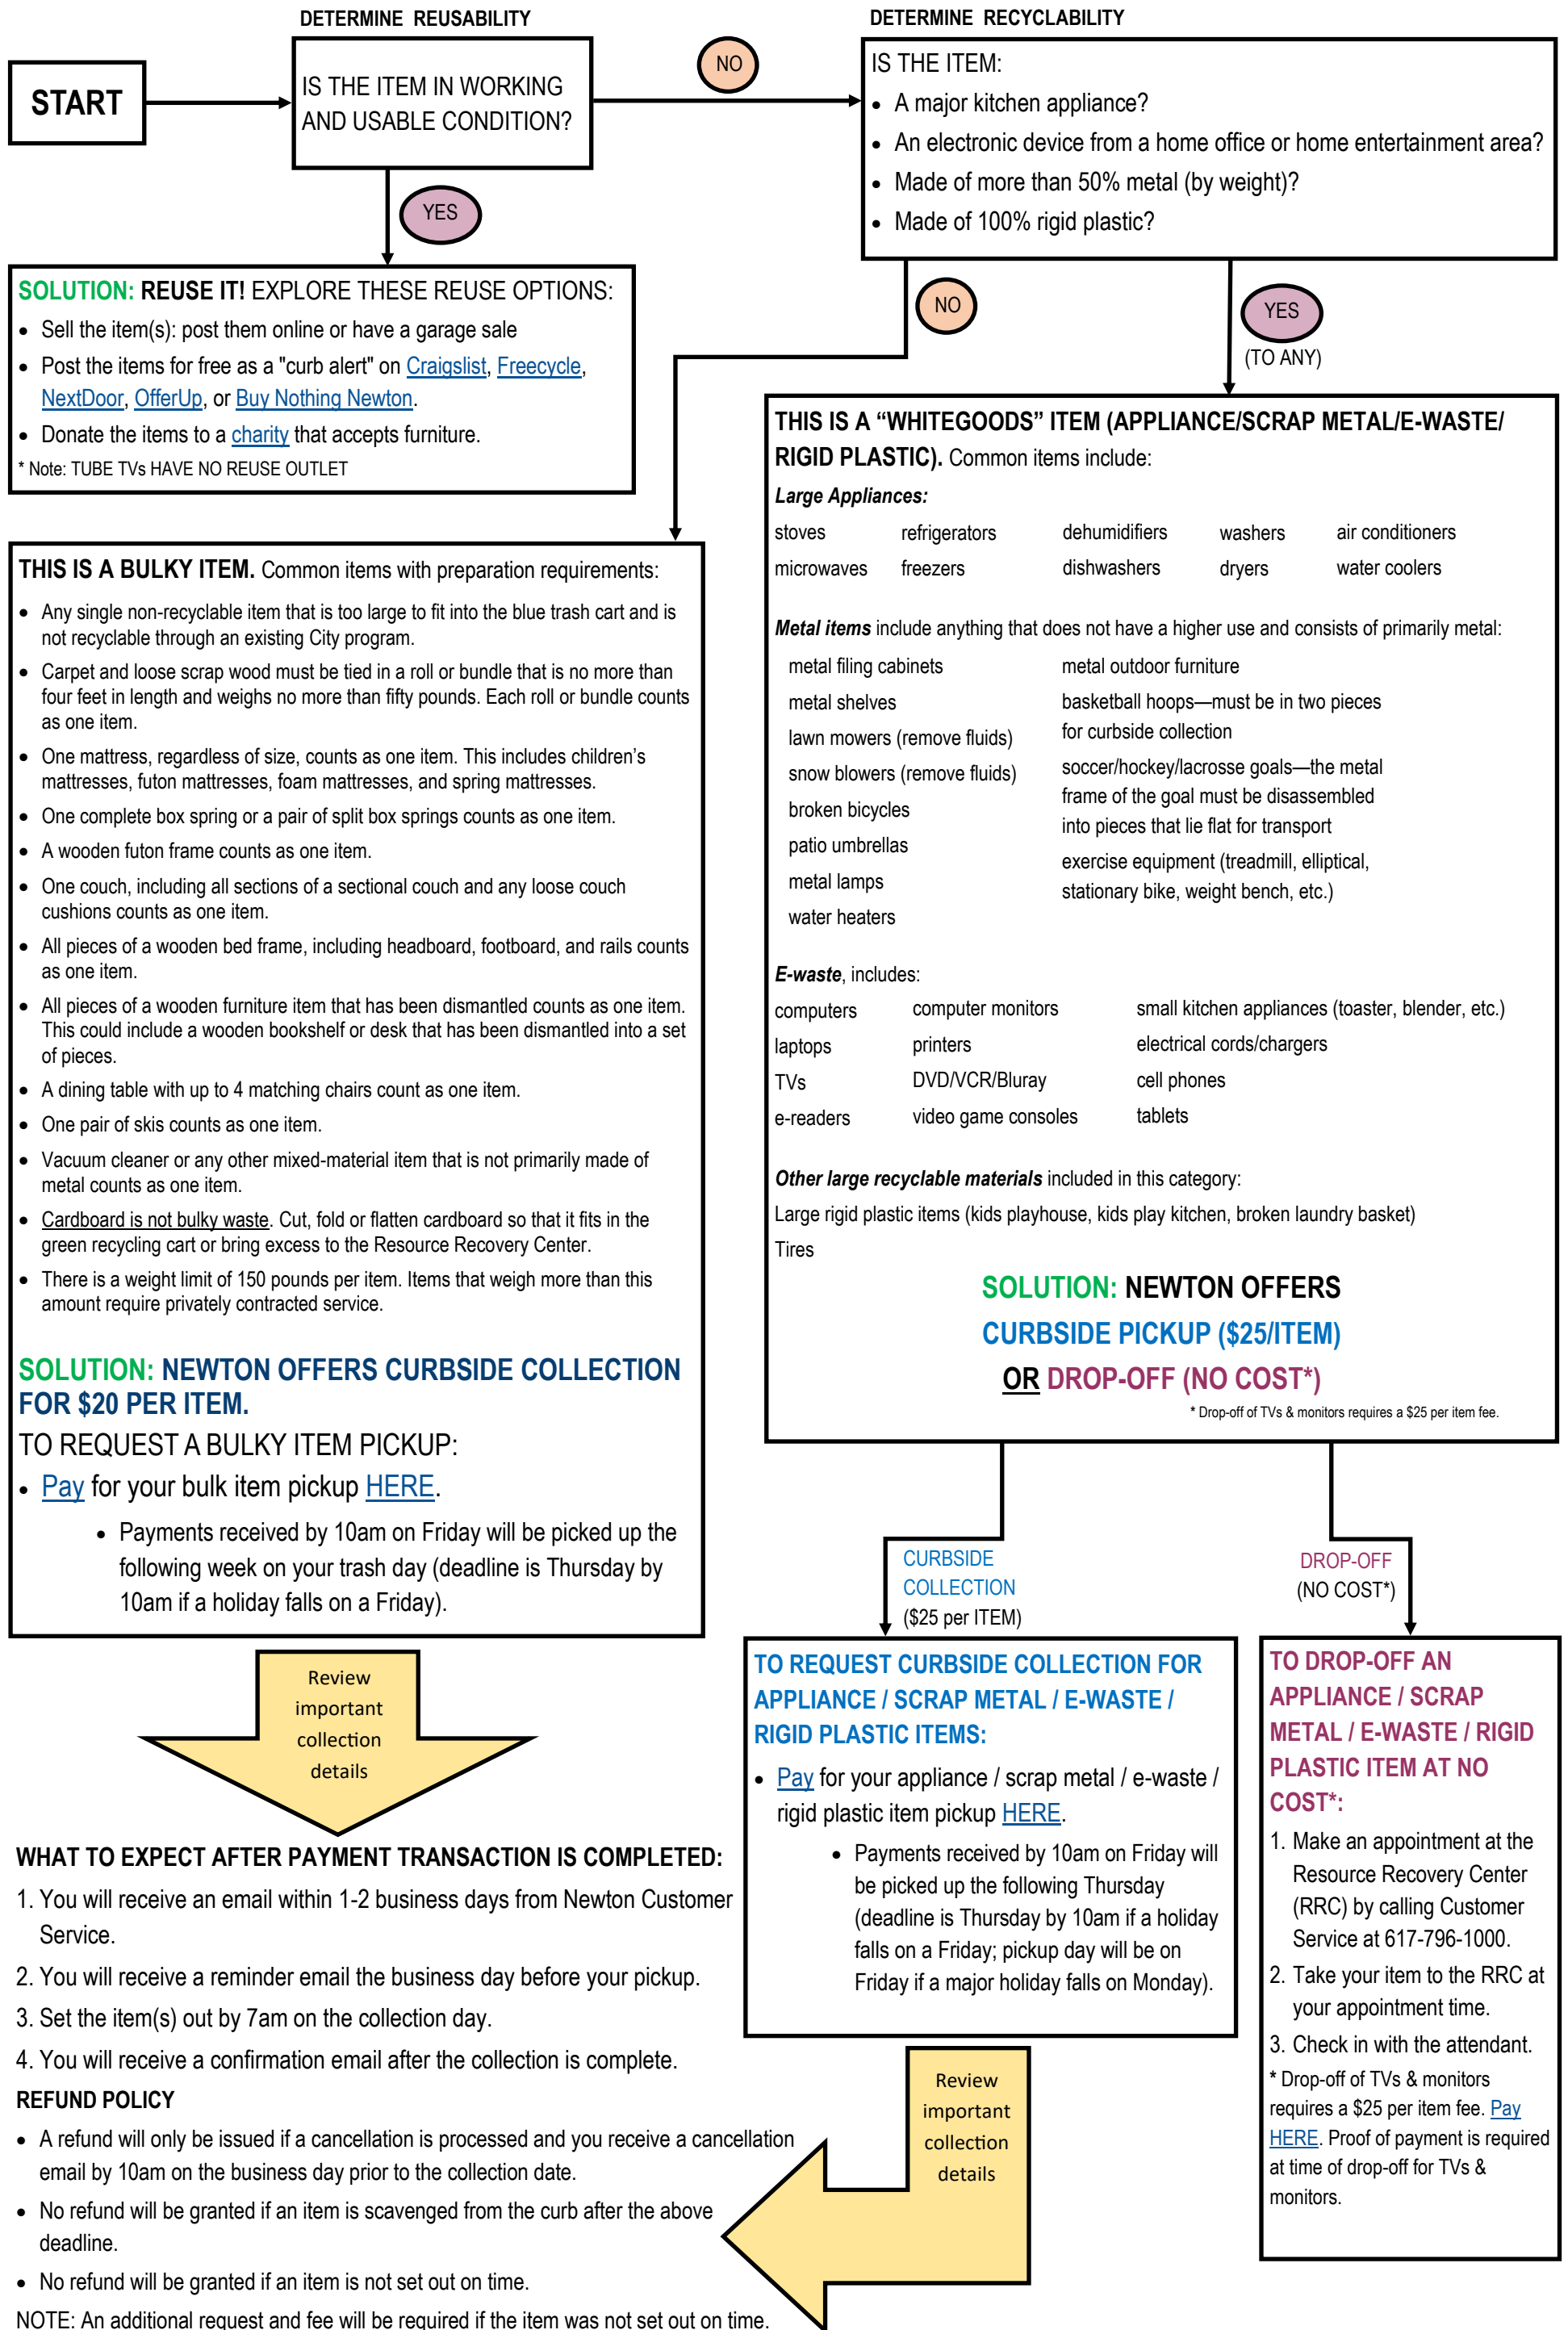 DETERMINE REUSABILITY
START
IS THE ITEM IN WORKING
AND USABLE CONDITION?
NO
YES
DETERMINE RECYCLABILITY
IS THE ITEM:
• A major kitchen appliance?
• An electronic device from a home office or home entertainment area?
• Made of more than 50% metal (by weight)?
• Made of 100% rigid plastic?
NO
YES
(TO ANY)
SOLUTION: REUSE IT! EXPLORE THESE REUSE OPTIONS:
• Sell the item(s): post them online or have a garage sale
• Post the items for free as a "curb alert" on Craigslist, Freecycle,
NextDoor, OfferUp, or Buy Nothing Newton.
• Donate the items to a charity that accepts furniture.
* Note: TUBE TVs HAVE NO REUSE OUTLET
THIS IS A BULKY ITEM. Common items with preparation requirements:
• Any single non-recyclable item that is too large to fit into the blue trash cart and is
not recyclable through an existing City program.
• Carpet and loose scrap wood must be tied in a roll or bundle that is no more than
four feet in length and weighs no more than fifty pounds. Each roll or bundle counts
as one item.
• One mattress, regardless of size, counts as one item. This includes children's
mattresses, futon mattresses, foam mattresses, and spring mattresses.
• One complete box spring or a pair of split box springs counts as one item.
• A wooden futon frame counts as one item.
• One couch, including all sections of a sectional couch and any loose couch
cushions counts as one item.
• All pieces of a wooden bed frame, including headboard, footboard, and rails counts
as one item.
• All pieces of a wooden furniture item that has been dismantled counts as one item.
This could include a wooden bookshelf or desk that has been dismantled into a set
of pieces.
• A dining table with up to 4 matching chairs count as one item.
• One pair of skis counts as one item.
• Vacuum cleaner or any other mixed-material item that is not primarily made of
metal counts as one item.
• Cardboard is not bulky waste. Cut, fold or flatten cardboard so that it fits in the
green recycling cart or bring excess to the Resource Recovery Center.
• There is a weight limit of 150 pounds per item. Items that weigh more than this
amount require privately contracted service.
SOLUTION: NEWTON OFFERS CURBSIDE COLLECTION
FOR $20 PER ITEM.
TO REQUEST A BULKY ITEM PICKUP:
• Pay for your bulk item pickup HERE.
• Payments received by 10am on Friday will be picked up the
following week on your trash day (deadline is Thursday by
10am if a holiday falls on a Friday).
THIS IS A “WHITEGOODS” ITEM (APPLIANCE/SCRAP METAL/E-WASTE/
RIGID PLASTIC). Common items include:
Large Appliances:
stoves refrigerators dehumidifiers washers air conditioners
microwaves freezers dishwashers dryers water coolers
Metal items include anything that does not have a higher use and consists of primarily metal:
metal filing cabinets
metal shelves
lawn mowers (remove fluids)
snow blowers (remove fluids)
broken bicycles
patio umbrellas
metal lamps
water heaters
metal outdoor furniture
basketball hoops—must be in two pieces
for curbside collection
soccer/hockey/lacrosse goals—the metal
frame of the goal must be disassembled
into pieces that lie flat for transport
exercise equipment (treadmill, elliptical,
stationary bike, weight bench, etc.)
E-waste, includes:
computers computer monitors small kitchen appliances (toaster, blender, etc.)
laptops printers electrical cords/chargers
TVs DVD/VCR/Bluray cell phones
e-readers video game consoles tablets
Other large recyclable materials included in this category:
Large rigid plastic items (kids playhouse, kids play kitchen, broken laundry basket)
Tires
SOLUTION: NEWTON OFFERS
CURBSIDE PICKUP ($25/ITEM)
OR DROP-OFF (NO COST*)
* Drop-off of TVs & monitors requires a $25 per item fee.
CURBSIDE
COLLECTION
($25 per ITEM)
DROP-OFF
(NO COST*)
TO REQUEST CURBSIDE COLLECTION FOR
APPLIANCE / SCRAP METAL / E-WASTE /
RIGID PLASTIC ITEMS:
• Pay for your appliance / scrap metal / e-waste /
rigid plastic item pickup HERE.
• Payments received by 10am on Friday will
be picked up the following Thursday
(deadline is Thursday by 10am if a holiday
falls on a Friday; pickup day will be on
Friday if a major holiday falls on Monday).
TO DROP-OFF AN
APPLIANCE / SCRAP
METAL / E-WASTE / RIGID
PLASTIC ITEM AT NO
COST*:
1. Make an appointment at the
Resource Recovery Center
(RRC) by calling Customer
Service at 617-796-1000.
2. Take your item to the RRC at
your appointment time.
3. Check in with the attendant.
* Drop-off of TVs & monitors
requires a $25 per item fee. Pay
HERE. Proof of payment is required
at time of drop-off for TVs &
monitors.
Review
important
collection
details
WHAT TO EXPECT AFTER PAYMENT TRANSACTION IS COMPLETED:
1. You will receive an email within 1-2 business days from Newton Customer
Service.
2. You will receive a reminder email the business day before your pickup.
3. Set the item(s) out by 7am on the collection day.
4. You will receive a confirmation email after the collection is complete.
REFUND POLICY
• A refund will only be issued if a cancellation is processed and you receive a cancellation
email by 10am on the business day prior to the collection date.
• No refund will be granted if an item is scavenged from the curb after the above
deadline.
• No refund will be granted if an item is not set out on time.
NOTE: An additional request and fee will be required if the item was not set out on time.
Review
important
collection
details